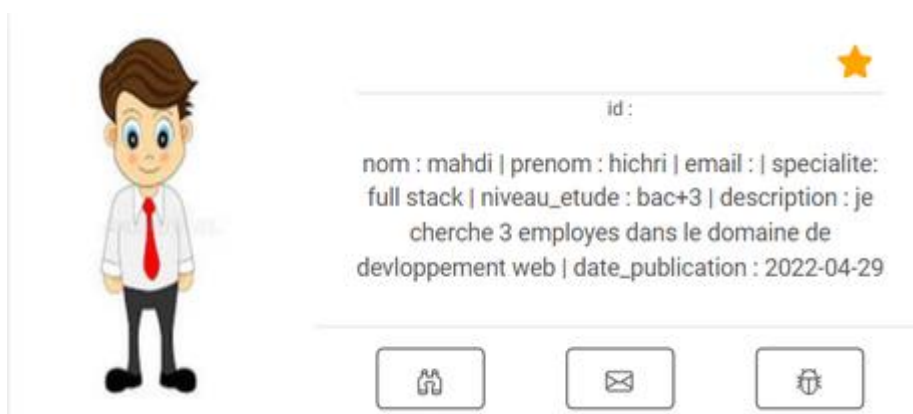 id :
nom : mahdi | prenom : hichri | email : | specialite:
full stack | niveau_etude : bac+3 | description : je
cherche 3 employes dans le domaine de
devloppement web | date_publication : 2022-04-29